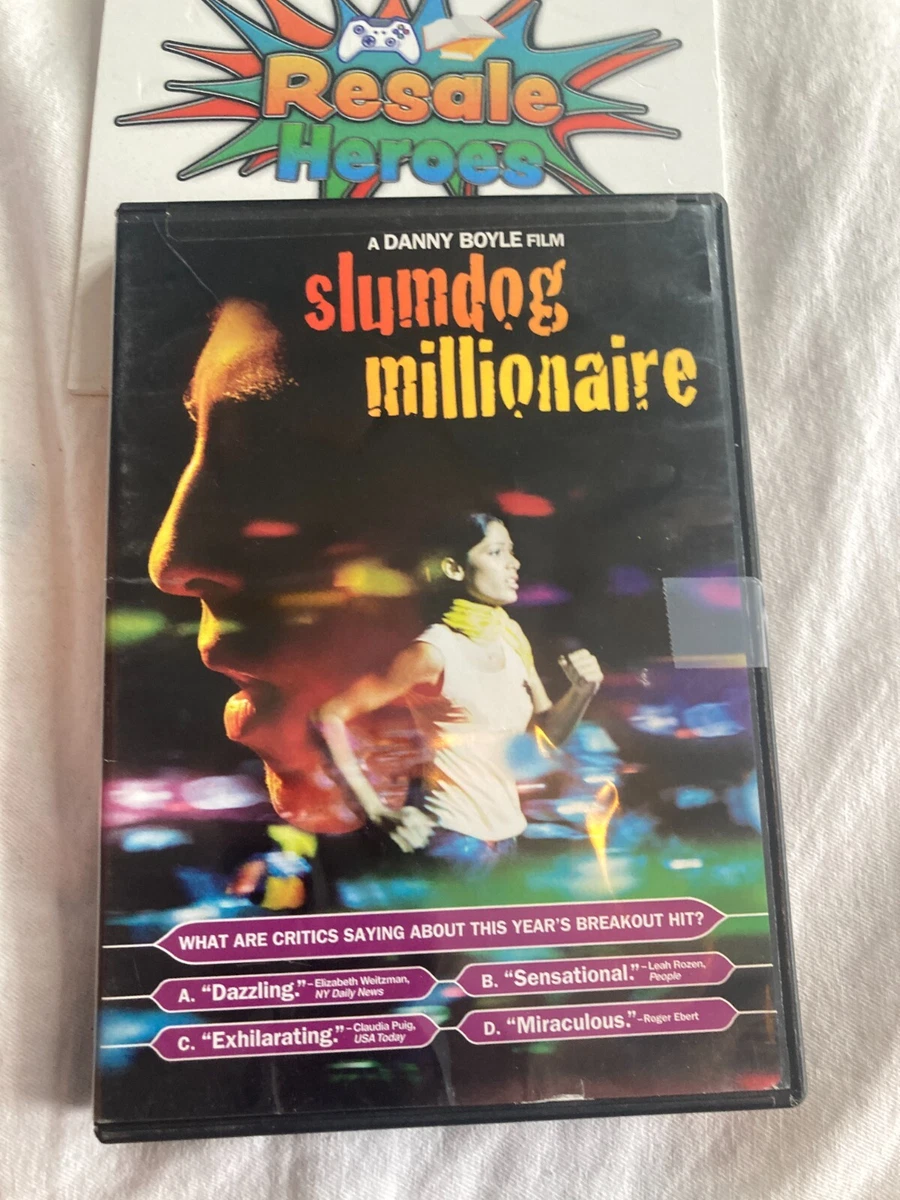 Resale
Heroes
A DANNY BOYLE FILM
slumdog
millionaire
WHAT ARE CRITICS SAYING ABOUT THIS YEAR'S BREAKOUT HIT?
A. “Dazzling.” – Elizabeth Weitzman,
NY Daily News
B. “Sensational.” – Leah Rozen,
People
C. “Exhilarating.” – Claudia Puig,
USA Today
D. “Miraculous.” – Roger Ebert